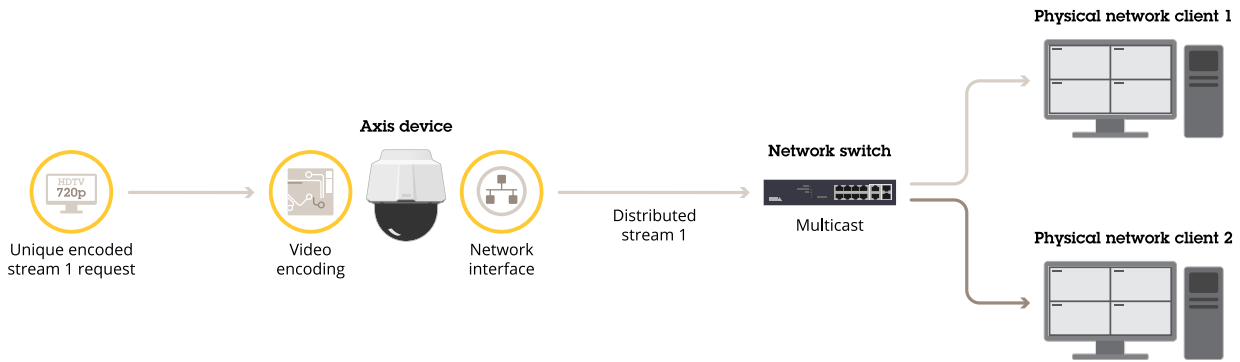 Physical network client 1
Axis device
Network switch
HDTV
720p
Unique encoded
stream 1 request
Video
encoding
Network
interface
Distributed
stream 1
Multicast
Physical network client 2